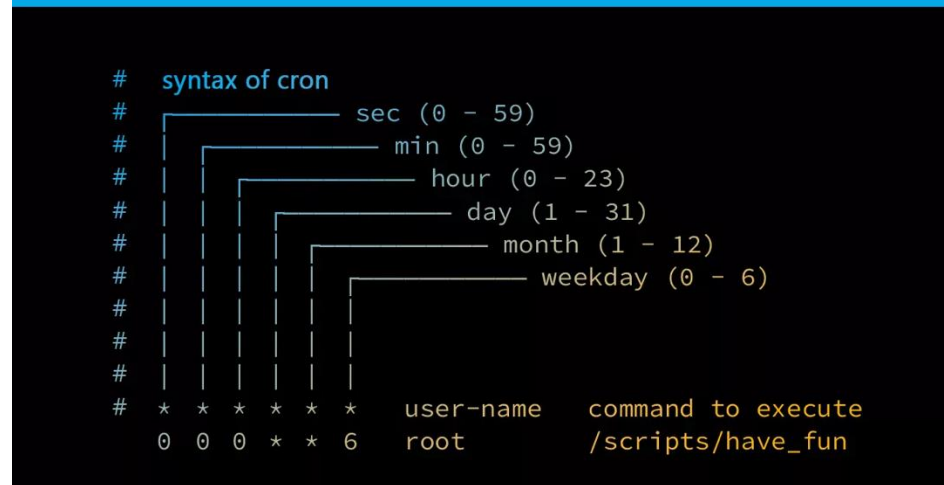 # syntax of cron
# sec (0 - 59)
# min (0 - 59)
# hour (0 - 23)
# day (1 - 31)
# month (1 - 12)
# weekday (0 - 6)
#
#
#
# * * * * * * user-name command to execute
0 0 0 * * 6 root /scripts/have_fun